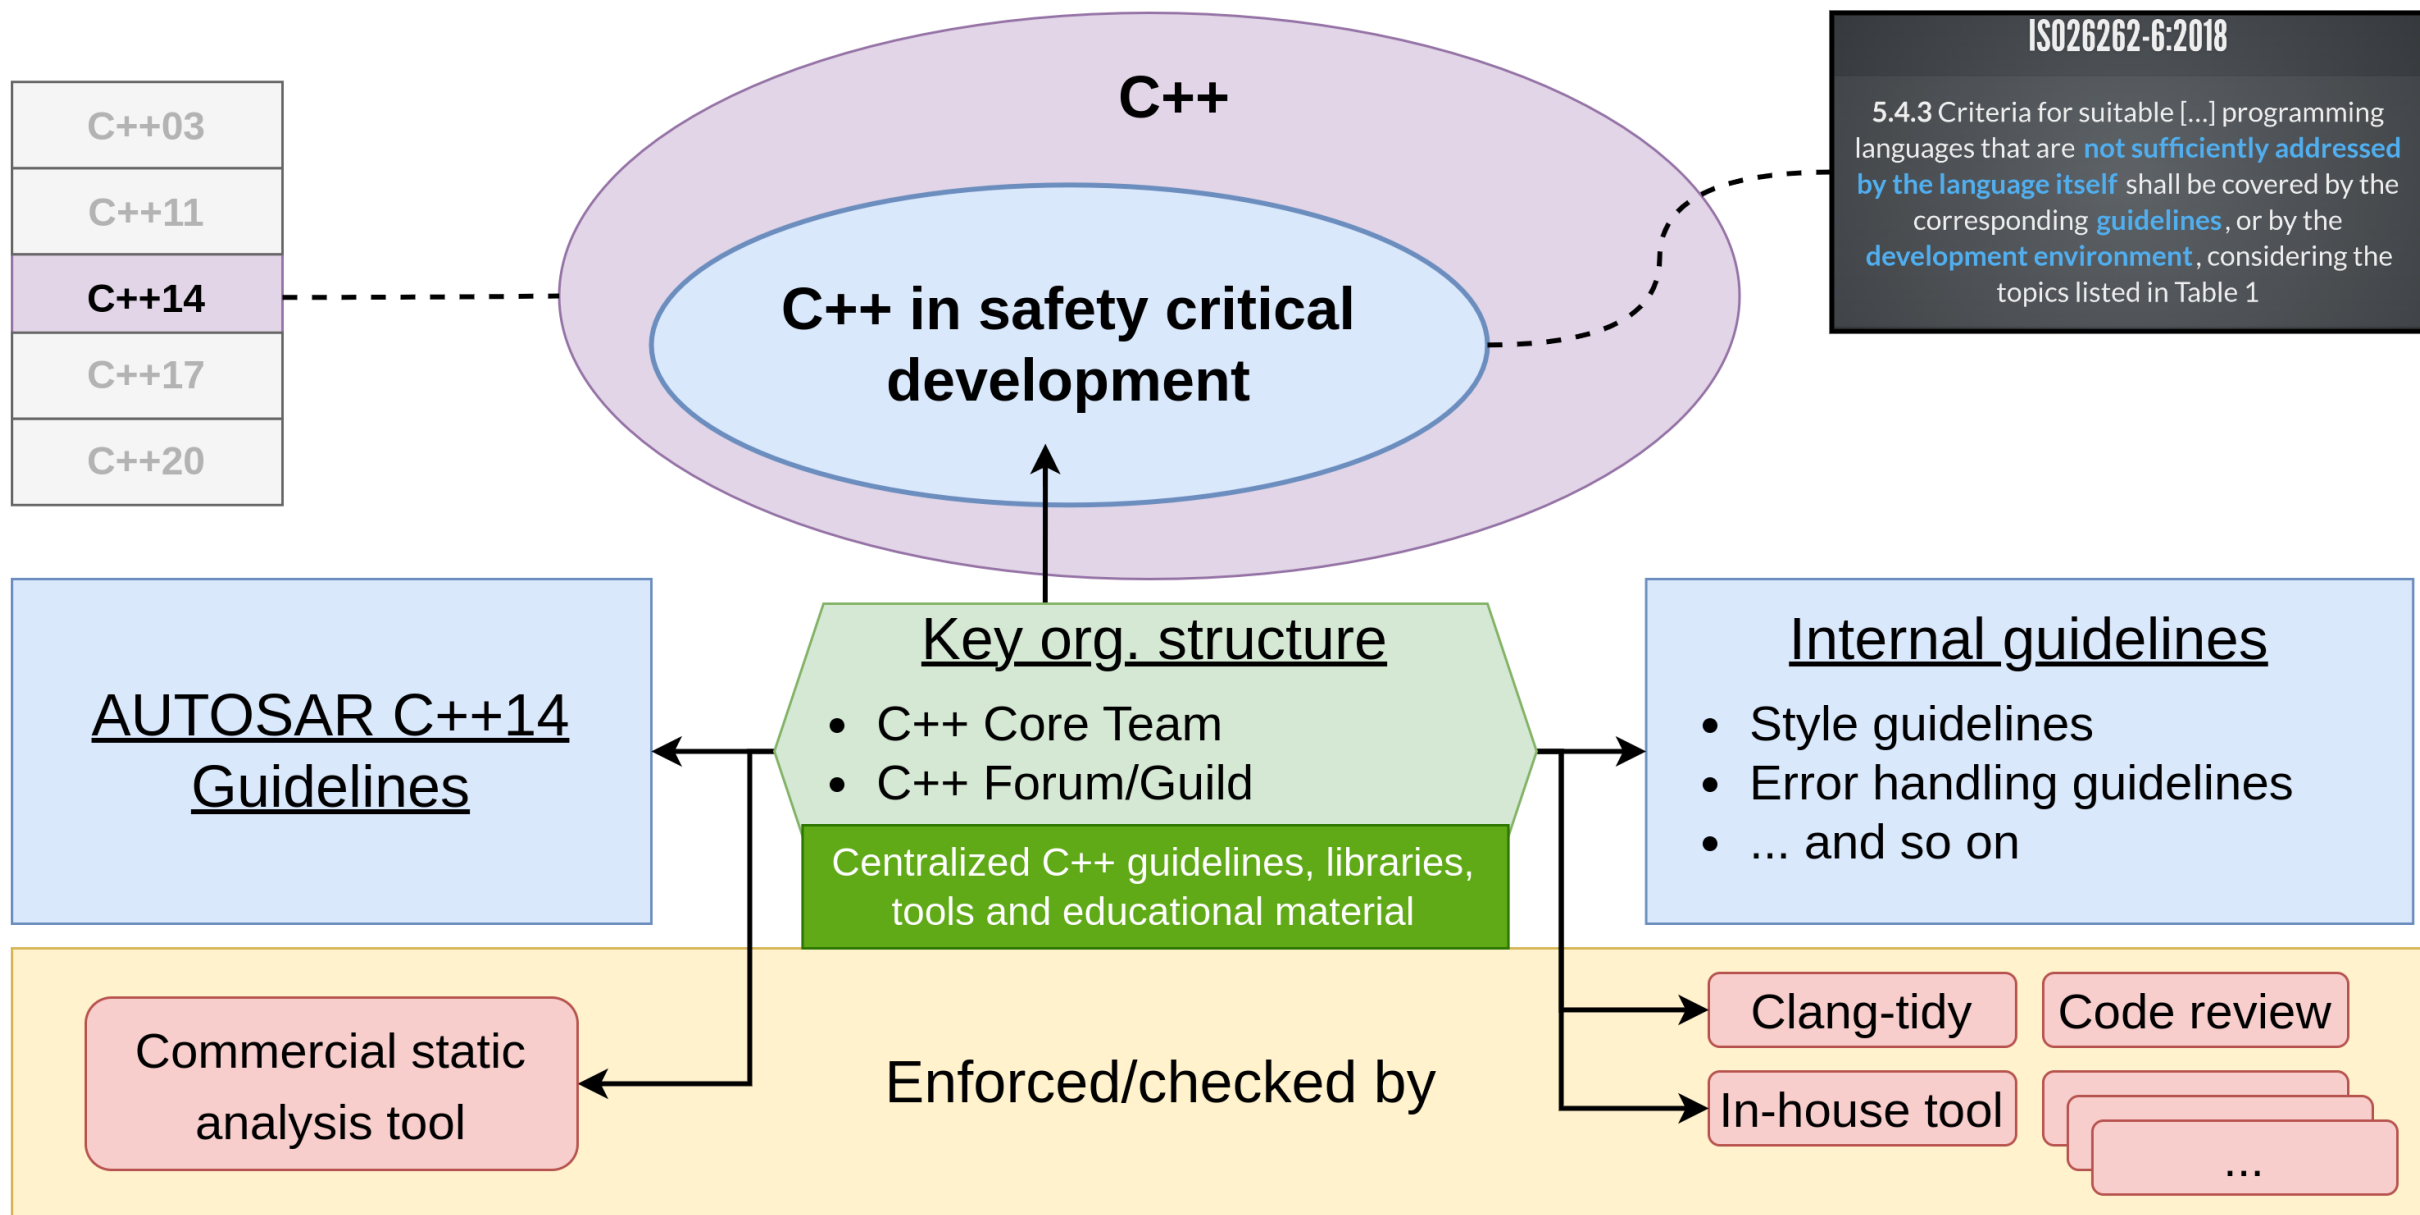 C++03
C++11
C++14
C++17
C++20
C++
C++ in safety critical
development
ISO26262-6:2018
5.4.3 Criteria for suitable [...] programming
languages that are not sufficiently addressed
by the language itself shall be covered by the
corresponding guidelines, or by the
development environment, considering the
topics listed in Table 1
AUTOSAR C++14
Guidelines
Key org. structure
• C++ Core Team
• C++ Forum/Guild
Centralized C++ guidelines, libraries,
tools and educational material
Internal guidelines
• Style guidelines
• Error handling guidelines
• ... and so on
Commercial static
analysis tool
Enforced/checked by
Clang-tidy
Code review
In-house tool
...